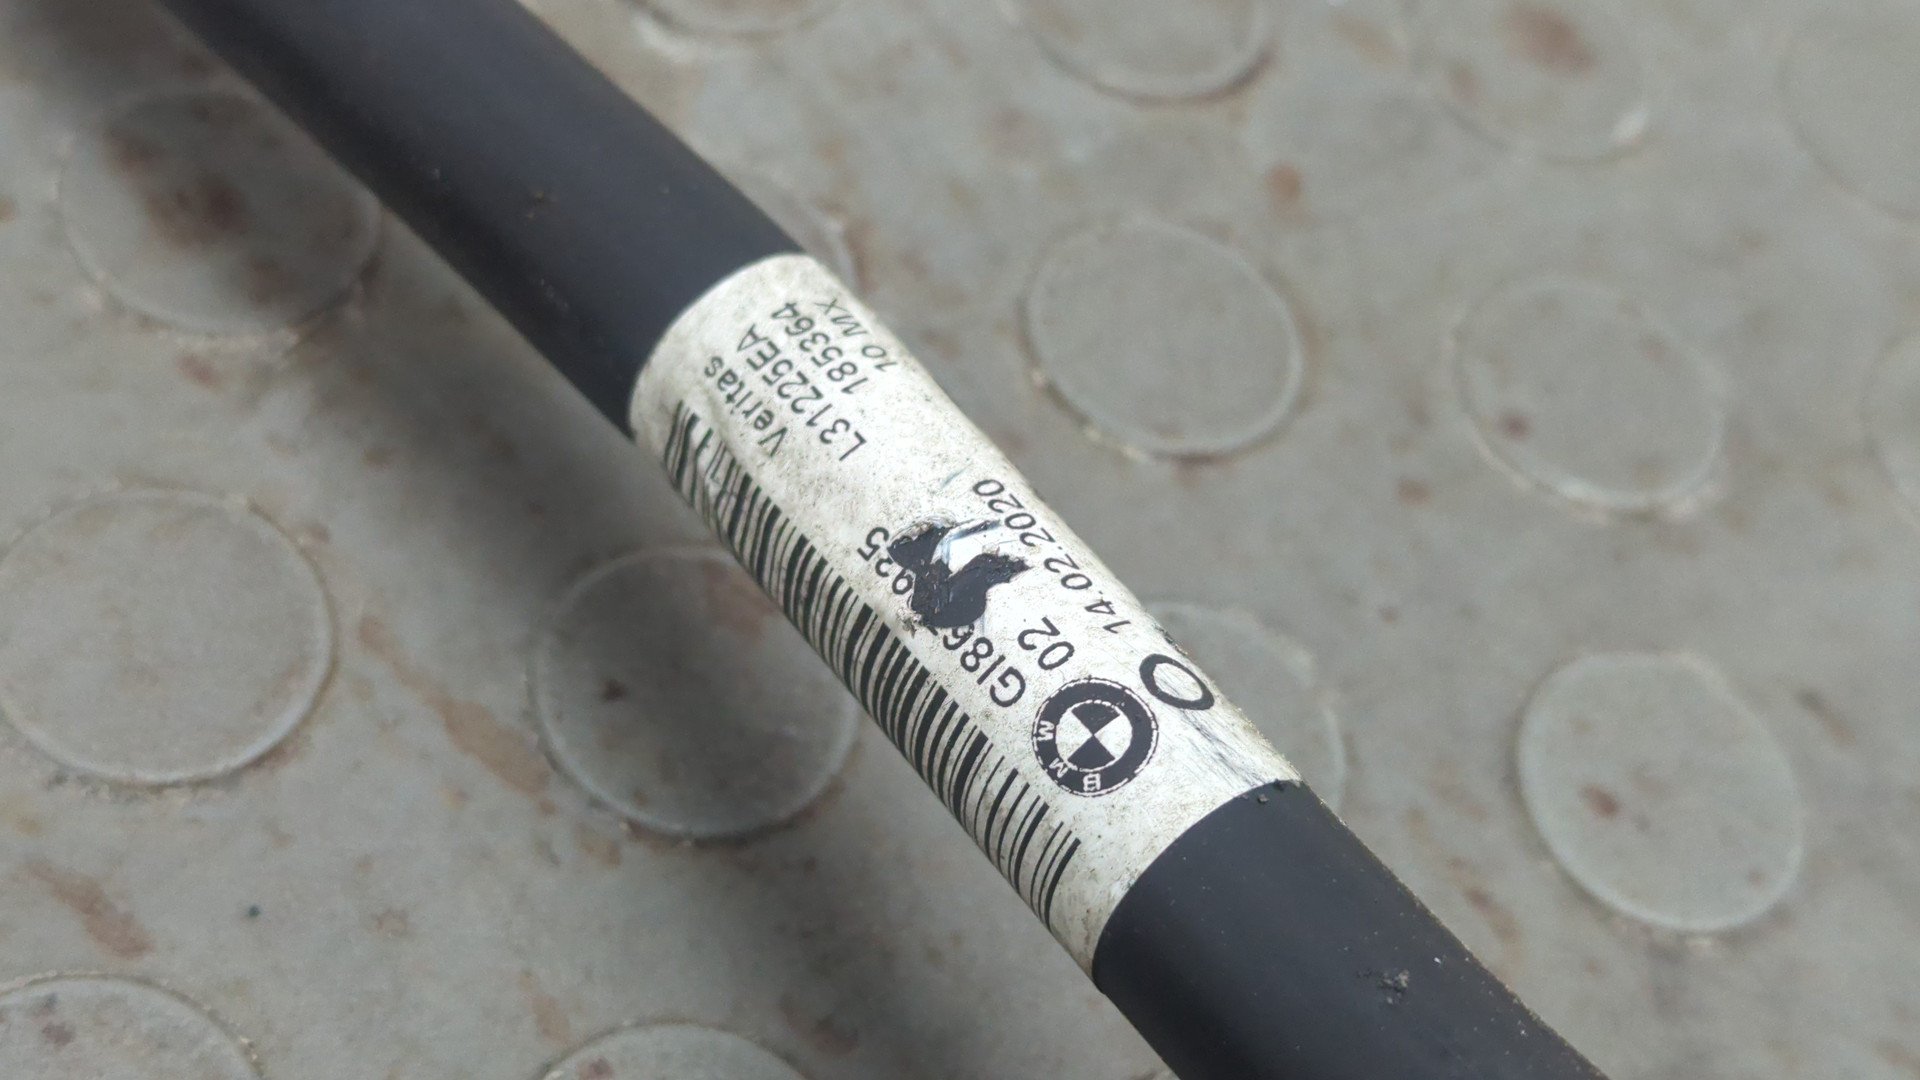 Veritas
L31225EA
185364
10 MX
02
14.02.2020
O
BMW